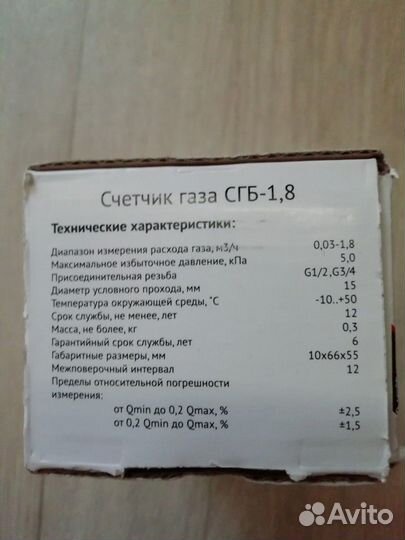 Счетчик газа СГБ-1,8
Технические характеристики:
Диапазон измерения расхода газа, м3/ч 0,03-1,8
Максимальное избыточное давление, кПа 5,0
Присоединительная резьба G1/2,G3/4
Диаметр условного прохода, мм 15
Температура окружающей среды, °С -10..+50
Срок службы, не менее, лет 12
Масса, не более, кг 0,3
Гарантийный срок службы, лет 6
Габаритные размеры, мм 10х66х55
Межповерочный интервал 12
Пределы относительной погрешности
измерения:
от Qmin до 0,2 Qmax, % ±2,5
от 0,2 Qmin до Qmax, % ±1,5
Avito